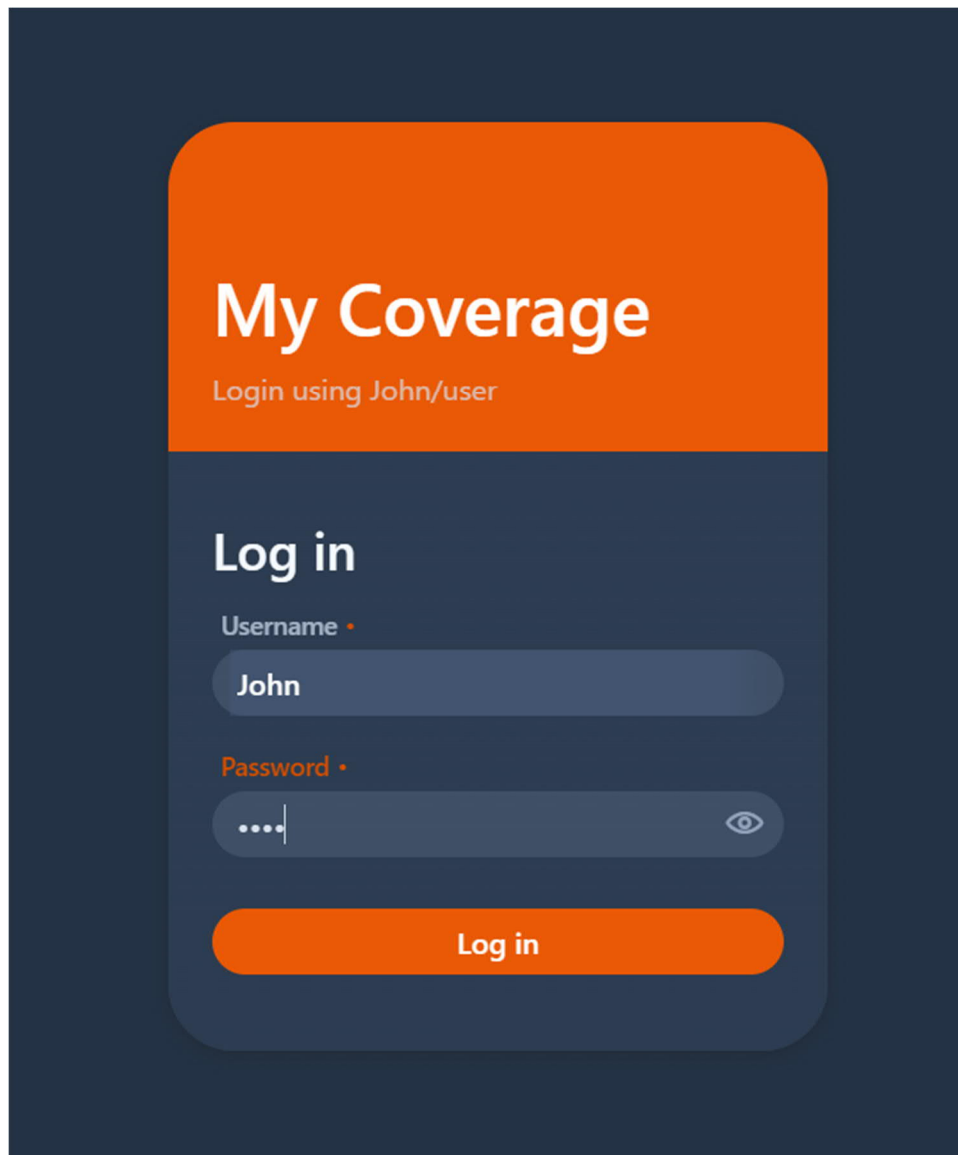 My Coverage
Login using John/user
Log in
Username •
John
Password •
••••
Log in